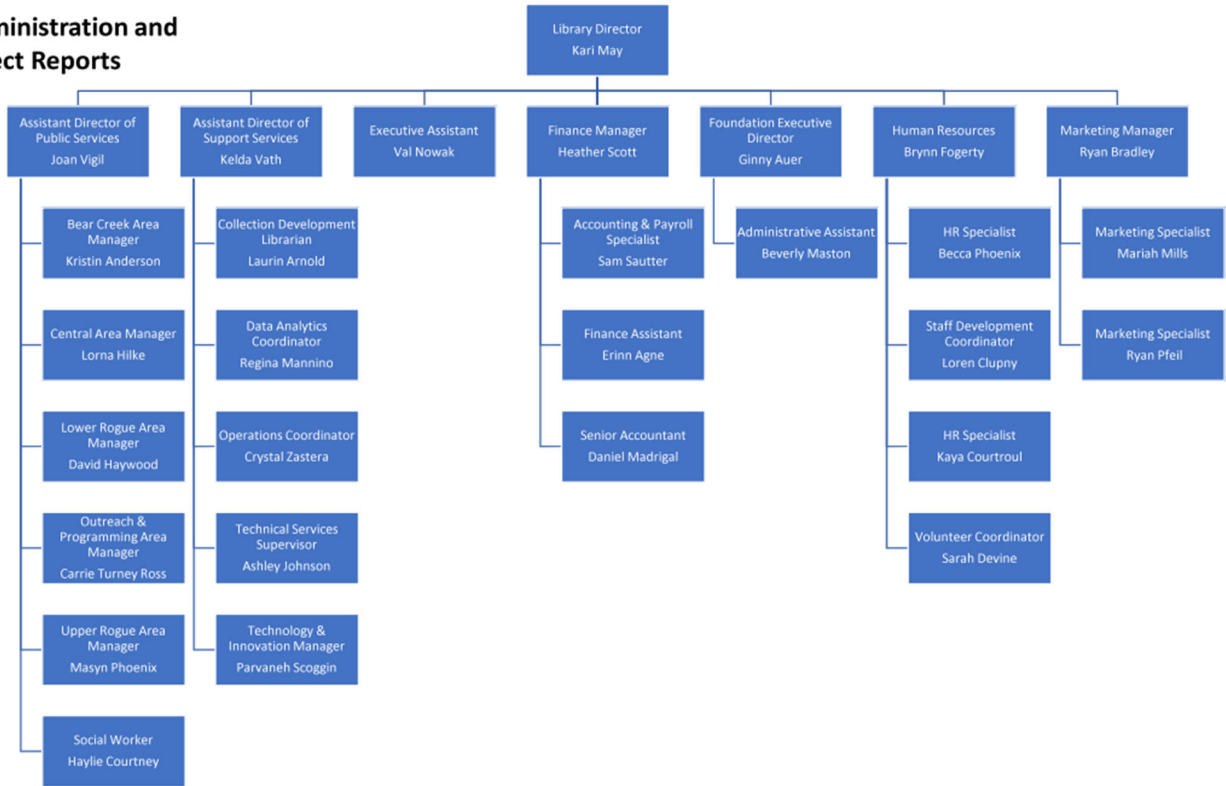 ministration and
ect Reports
Library Director
Kari May
Assistant Director of
Public Services
Joan Vigil
Assistant Director of
Support Services
Kelda Vath
Executive Assistant
Val Nowak
Finance Manager
Heather Scott
Foundation Executive
Director
Ginny Auer
Human Resources
Brynn Fogerty
Marketing Manager
Ryan Bradley
Bear Creek Area
Manager
Kristin Anderson
Collection Development
Librarian
Laurin Arnold
Accounting & Payroll
Specialist
Sam Sautter
Administrative Assistant
Beverly Maston
HR Specialist
Becca Phoenix
Marketing Specialist
Mariah Mills
Central Area Manager
Lorna Hilke
Data Analytics
Coordinator
Regina Mannino
Finance Assistant
Erinn Agne
Staff Development
Coordinator
Loren Clupny
Marketing Specialist
Ryan Pfeil
Lower Rogue Area
Manager
David Haywood
Operations Coordinator
Crystal Zastera
Senior Accountant
Daniel Madrigal
HR Specialist
Kaya Courtroul
Outreach &
Programming Area
Manager
Carrie Turney Ross
Technical Services
Supervisor
Ashley Johnson
Volunteer Coordinator
Sarah Devine
Upper Rogue Area
Manager
Masyn Phoenix
Technology &
Innovation Manager
Parvaneh Scoggin
Social Worker
Haylie Courtney